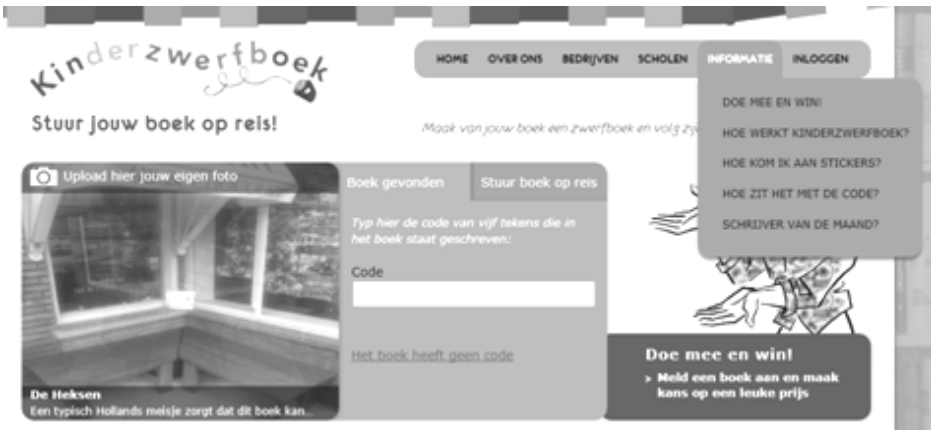 Kinderzwerfboek
Stuur jouw boek op reis!
HOME OVER ONS BEDRIJVEN SCHOLEN INFORMATIE INLOGGEN
DOE MEE EN WIN!
HOE WERKT KINDERZWERFBOEK?
HOE KOM IK AAN STICKERS?
HOE ZIT HET MET DE CODE?
SCHRIJVER VAN DE MAAND?
Maak van jouw boek een zwerfboek en volg
Upload hier jouw eigen foto
De Heksen
Een typisch Hollands meisje zorgt dat dit boek kan...
Boek gevonden Stuur boek op reis
Typ hier de code van vijf tekens die in
het boek staat geschreven:
Code
Het boek heeft geen code
Doe mee en win!
> Meld een boek aan en maak
kans op een leuke prijs